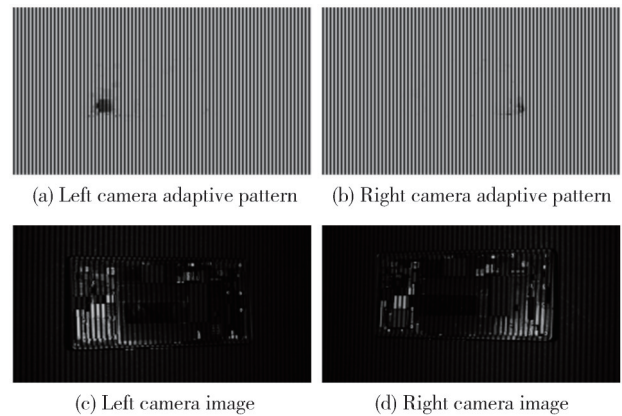 (a) Left camera adaptive pattern
(b) Right camera adaptive pattern
(c) Left camera image
(d) Right camera image